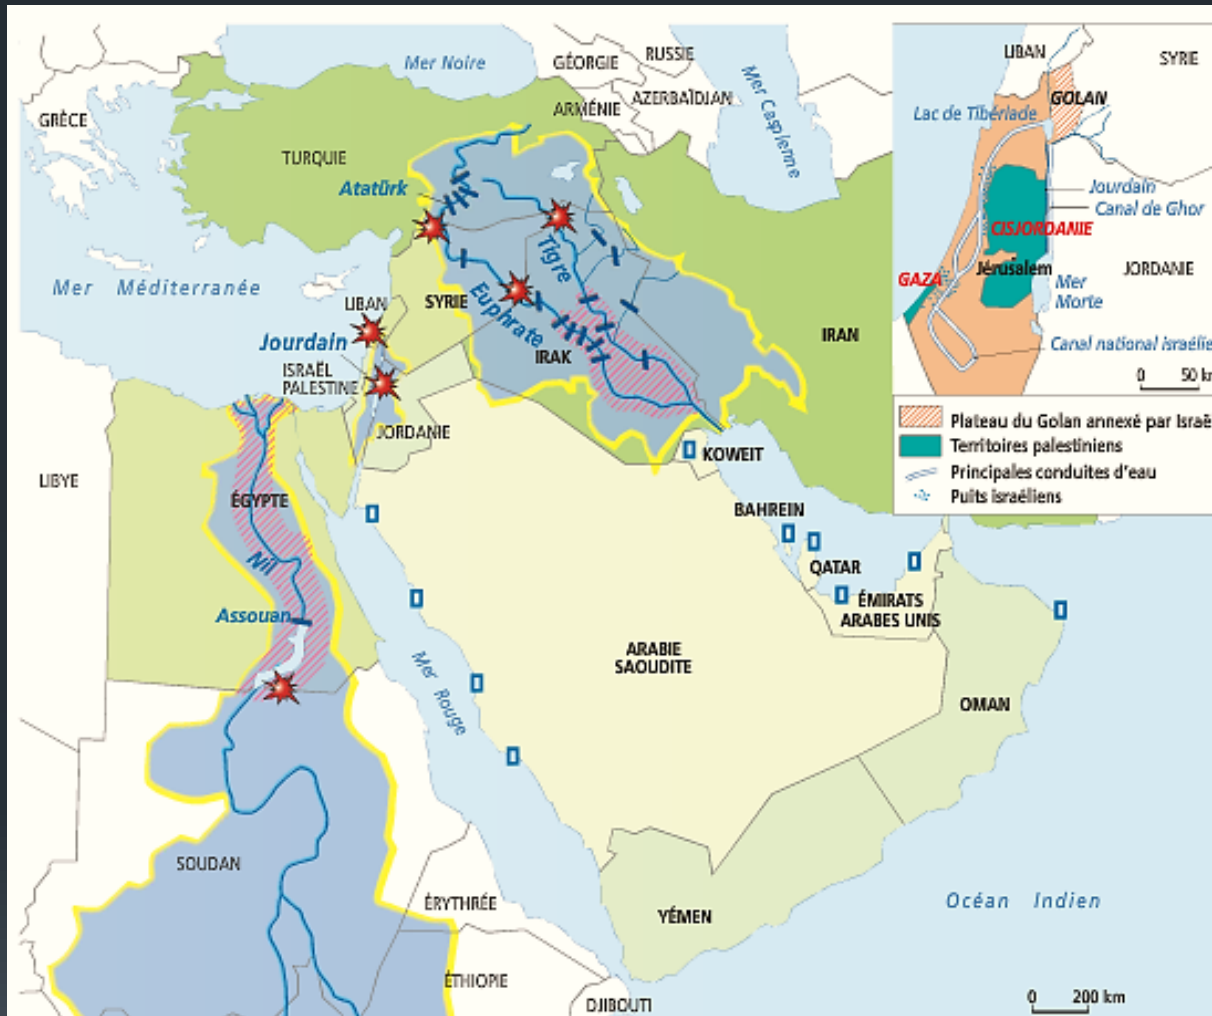 Mer Noire
GÉORGIE
RUSSIE
ARMÉNIE
AZERBAÏDJAN
Mer Caspienne
GRÈCE
TURQUIE
Atatürk
Tigre
Euphrate
Mer Méditerranée
LIBAN
SYRIE
IRAK
IRAN
Jourdain
ISRAËL
PALESTINE
JORDANIE
KOWEIT
LIBYE
ÉGYPTE
Nil
Assouan
BAHREIN
QATAR
ÉMIRATS
ARABES UNIS
ARABIE
SAOUDITE
Mer Rouge
OMAN
SOUDAN
ÉRYTHRÉE
YÉMEN
Océan Indien
ÉTHIOPIE
DJIBOUTI
0 200 km
LIBAN
SYRIE
GOLAN
Lac de Tibériade
Jourdain
Canal de Ghor
CISJORDANIE
GAZA
Jérusalem
JORDANIE
Mer
Morte
Canal national israélie
0 50 k
Plateau du Golan annexé par Israë
Territoires palestiniens
Principales conduites d'eau
Puits israéliens